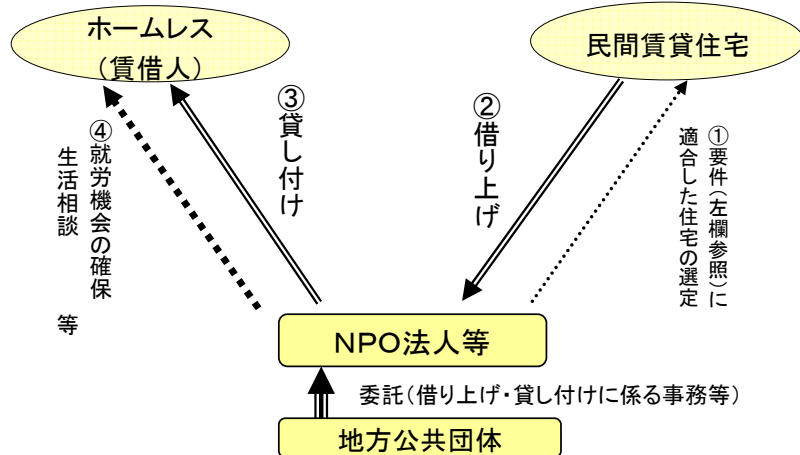 ホームレス
(賃借人)
民間賃貸住宅
①要件(左欄参照)に
適合した住宅の選定
②借り上げ
③貸し付け
④就労機会の確保
生活相談　等
NPO法人等
委託(借り上げ・貸し付けに係る事務等)
地方公共団体